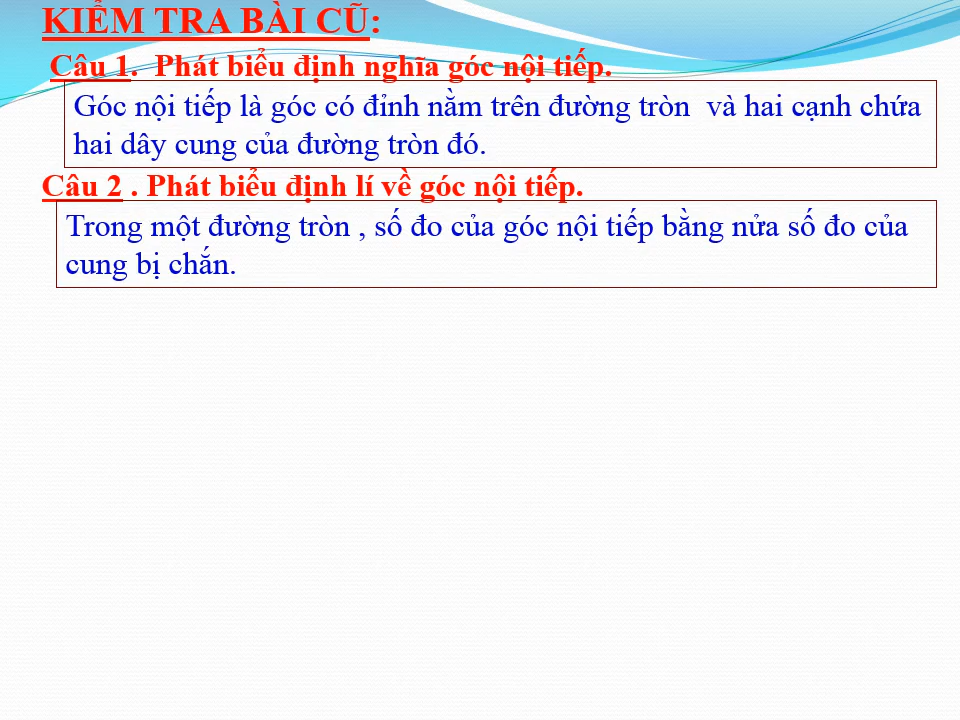 KIỂM TRA BÀI CŨ:
Câu 1.  Phát biểu định nghĩa góc nội tiếp.
Góc nội tiếp là góc có đỉnh nằm trên đường tròn  và hai cạnh chứa
hai dây cung của đường tròn đó.
Câu 2 . Phát biểu định lí về góc nội tiếp.
Trong một đường tròn , số đo của góc nội tiếp bằng nửa số đo của
cung bị chắn.